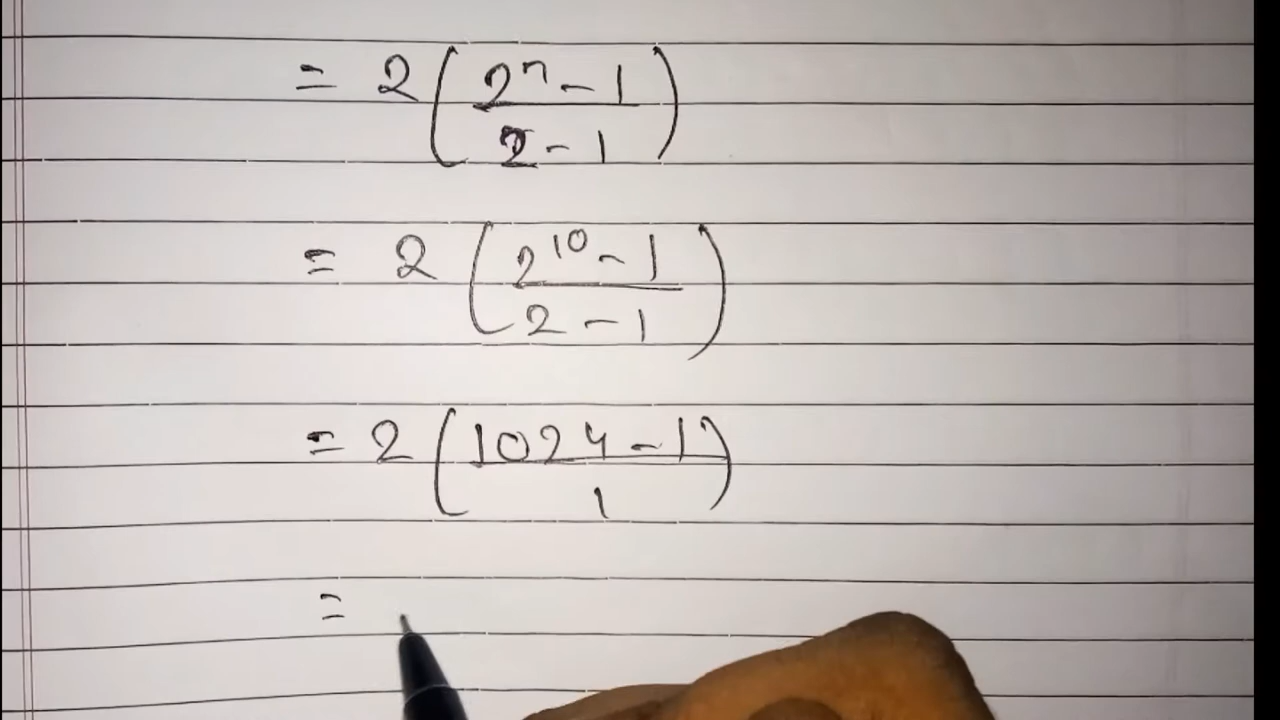 = 2 ( 2ⁿ - 1 / 2 - 1 )
= 2 ( 2¹⁰ - 1 / 2 - 1 )
= 2 ( 1024 - 1 / 1 )
=